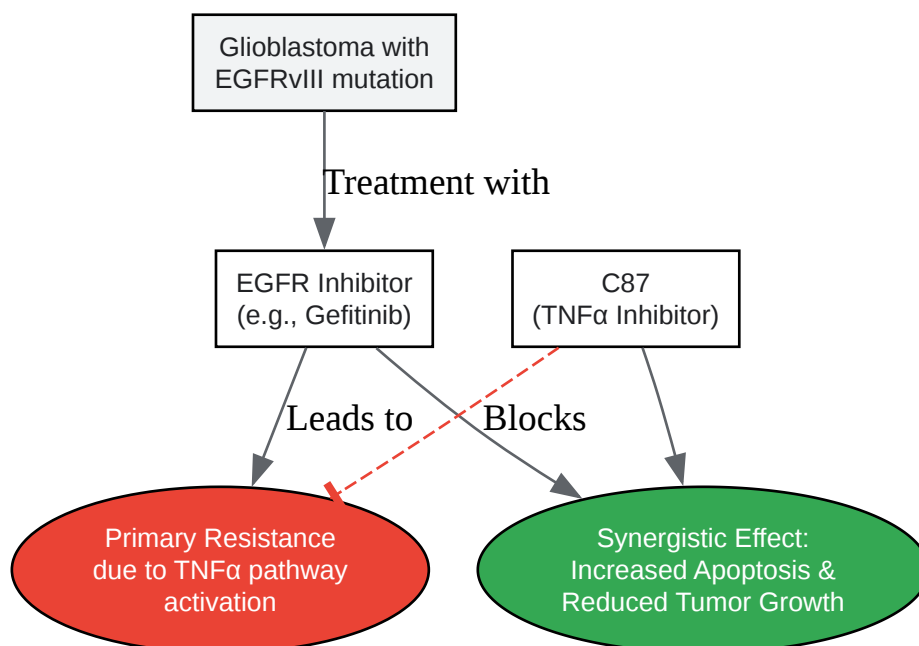 Glioblastoma with
EGFRvIII mutation
Treatment with
EGFR Inhibitor
(e.g., Gefitinib)
C87
(TNFα Inhibitor)
Leads to
Blocks
Primary Resistance
due to TNFα pathway
activation
Synergistic Effect:
Increased Apoptosis &
Reduced Tumor Growth